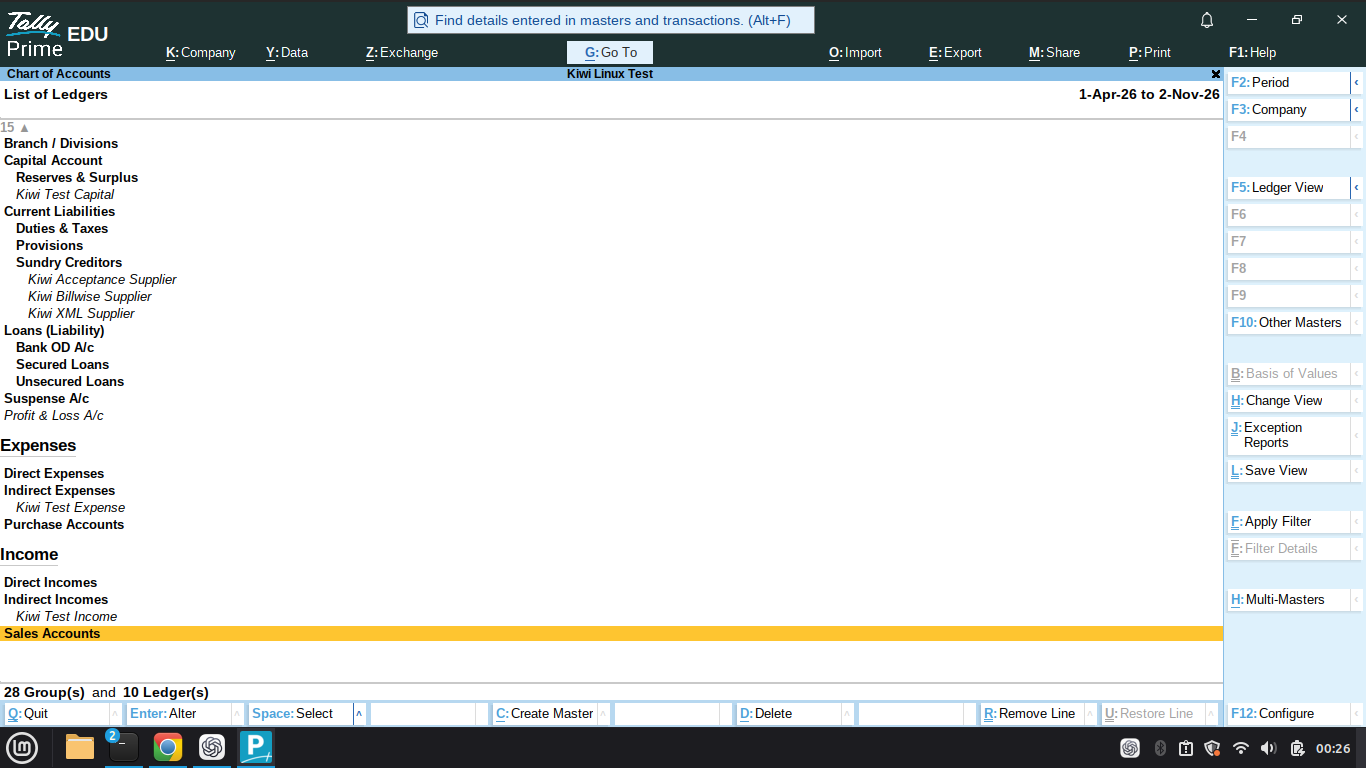 Tally
Prime
EDU
Find details entered in masters and transactions. (Alt+F)
K: Company
Y: Data
Z: Exchange
G: Go To
O: Import
E: Export
M: Share
P: Print
F1: Help
Chart of Accounts
Kiwi Linux Test
List of Ledgers
1-Apr-26 to 2-Nov-26
15 ▲
Branch / Divisions
Capital Account
Reserves & Surplus
Kiwi Test Capital
Current Liabilities
Duties & Taxes
Provisions
Sundry Creditors
Kiwi Acceptance Supplier
Kiwi Billwise Supplier
Kiwi XML Supplier
Loans (Liability)
Bank OD A/c
Secured Loans
Unsecured Loans
Suspense A/c
Profit & Loss A/c
Expenses
Direct Expenses
Indirect Expenses
Kiwi Test Expense
Purchase Accounts
Income
Direct Incomes
Indirect Incomes
Kiwi Test Income
Sales Accounts
28 Group(s) and 10 Ledger(s)
F2: Period
F3: Company
F4
F5: Ledger View
F6
F7
F8
F9
F10: Other Masters
B: Basis of Values
H: Change View
J: Exception
Reports
L: Save View
F: Apply Filter
F: Filter Details
H: Multi-Masters
F12: Configure
Q: Quit
Enter: Alter
Space: Select
C: Create Master
D: Delete
R: Remove Line
U: Restore Line
2
P
00:26